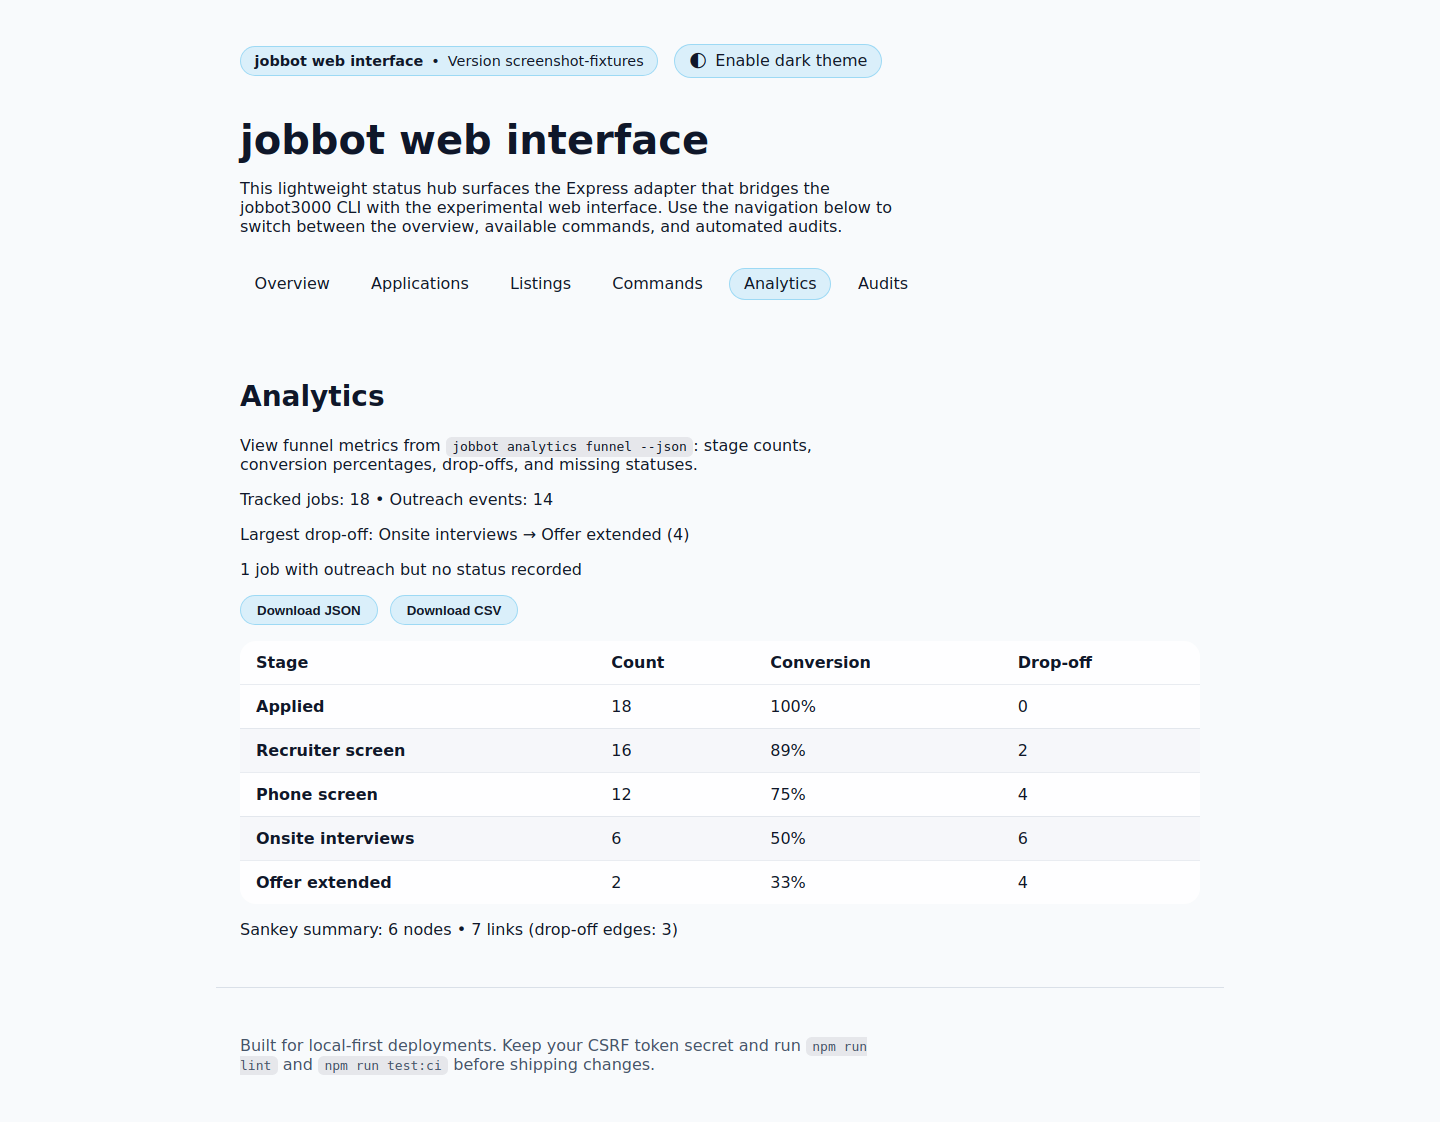 jobbot web interface • Version screenshot-fixtures
Enable dark theme
jobbot web interface
This lightweight status hub surfaces the Express adapter that bridges the
jobbot3000 CLI with the experimental web interface. Use the navigation below to
switch between the overview, available commands, and automated audits.
Overview Applications Listings Commands Analytics Audits
Analytics
View funnel metrics from jobbot analytics funnel --json: stage counts,
conversion percentages, drop-offs, and missing statuses.
Tracked jobs: 18 • Outreach events: 14
Largest drop-off: Onsite interviews → Offer extended (4)
1 job with outreach but no status recorded
Download JSON Download CSV
Stage Count Conversion Drop-off
Applied 18 100% 0
Recruiter screen 16 89% 2
Phone screen 12 75% 4
Onsite interviews 6 50% 6
Offer extended 2 33% 4
Sankey summary: 6 nodes • 7 links (drop-off edges: 3)
Built for local-first deployments. Keep your CSRF token secret and run npm run
lint and npm run test:ci before shipping changes.